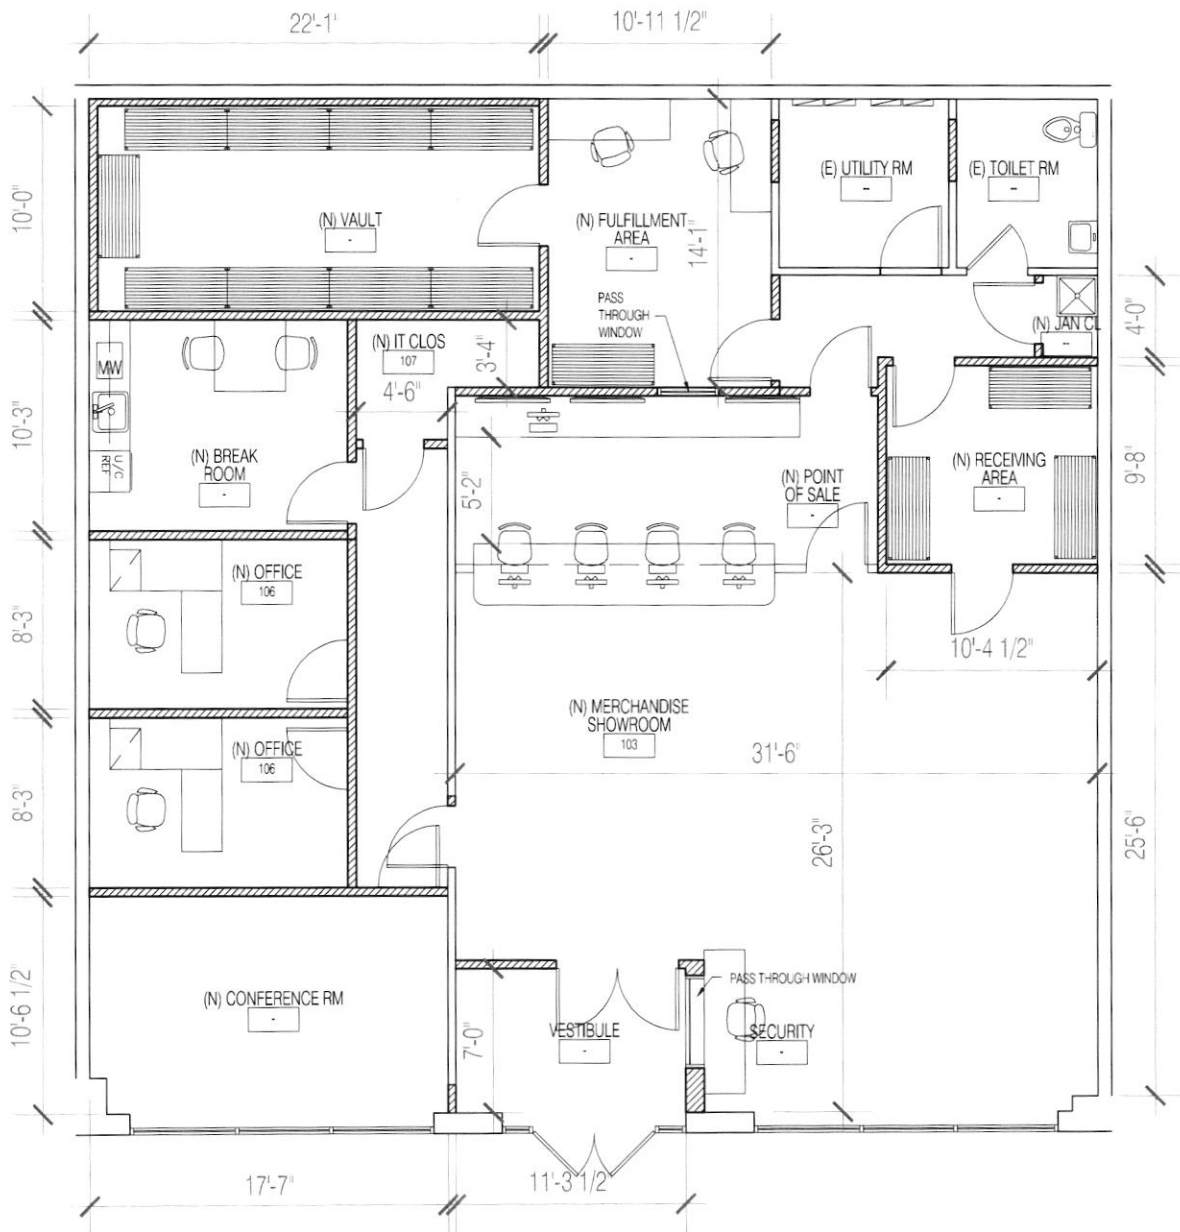 22'-1"
10'-11 1/2"
10'-0"
(N) VAULT
-
(N) FULFILLMENT
AREA
-
14'-1"
(E) UTILITY RM
--
(E) TOILET RM
--
PASS
THROUGH
WINDOW
4'-0"
(N) JAN CL
--
MW
(N) IT CLOS
107
3'-4"
4'-6"
10'-3"
U/C
REF
(N) BREAK
ROOM
-
5'-2"
(N) POINT
OF SALE
-
(N) RECEIVING
AREA
-
9'-8"
(N) OFFICE
106
8'-3"
10'-4 1/2"
(N) MERCHANDISE
SHOWROOM
103
(N) OFFICE
106
8'-3"
31'-6"
26'-3"
25'-6"
(N) CONFERENCE RM
-
10'-6 1/2"
7'-0"
VESTIBULE
-
PASS THROUGH WINDOW
SECURITY
-
17'-7"
11'-3 1/2"